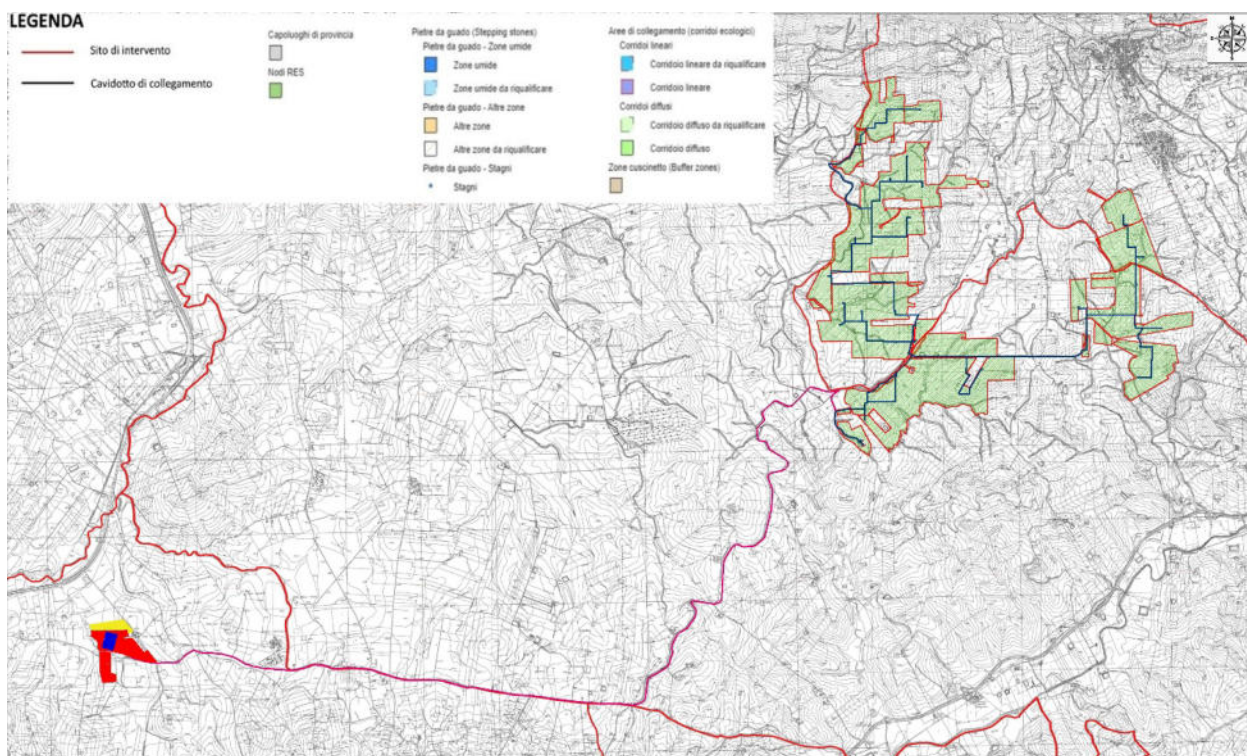 LEGENDA
Sito di intervento
Cavidotto di collegamento
Capoluoghi di provincia
Nodi RES
Pietre da guado (Stepping stones)
Pietre da guado - Zone umide
Zone umide
Zone umide da riqualificare
Pietre da guado - Altre zone
Altre zone
Altre zone da riqualificare
Pietre da guado - Stagni
Stagni
Aree di collegamento (corridoi ecologici)
Corridoi lineari
Corridoio lineare da riqualificare
Corridoio lineare
Corridoi diffusi
Corridoio diffuso da riqualificare
Corridoio diffuso
Zone cuscinetto (Buffer zones)